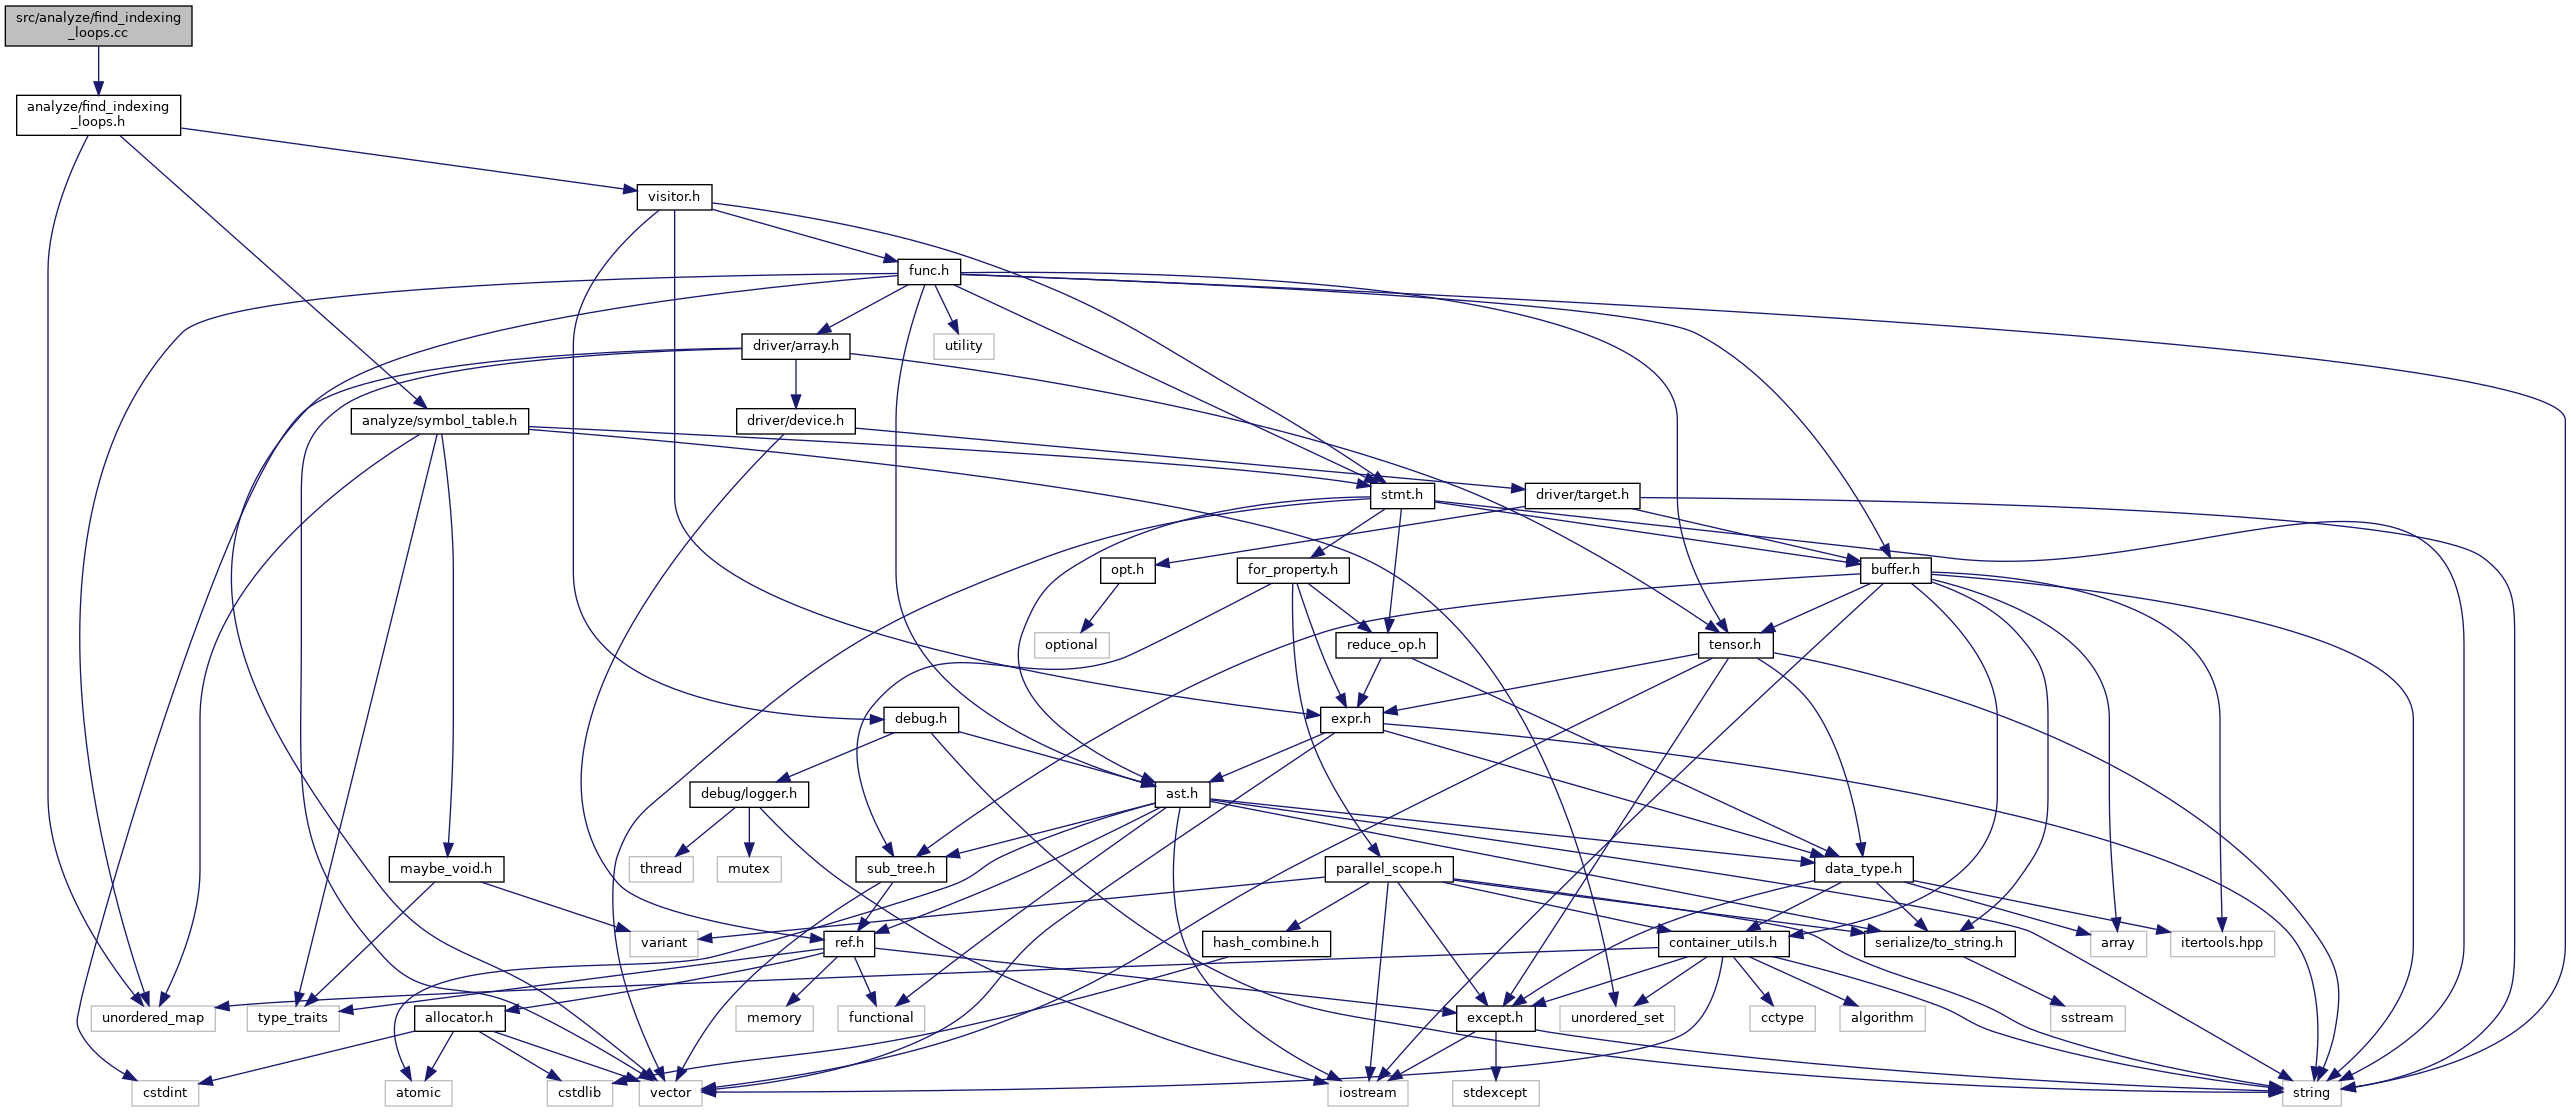 src/analyze/find_indexing
_loops.cc
analyze/find_indexing
_loops.h
visitor.h
func.h
driver/array.h
utility
analyze/symbol_table.h
driver/device.h
stmt.h
driver/target.h
opt.h
for_property.h
buffer.h
optional
reduce_op.h
tensor.h
debug.h
expr.h
debug/logger.h
ast.h
maybe_void.h
thread
mutex
sub_tree.h
parallel_scope.h
data_type.h
variant
ref.h
hash_combine.h
container_utils.h
serialize/to_string.h
array
itertools.hpp
unordered_map
type_traits
allocator.h
memory
functional
except.h
unordered_set
cctype
algorithm
sstream
cstdint
atomic
cstdlib
vector
iostream
stdexcept
string